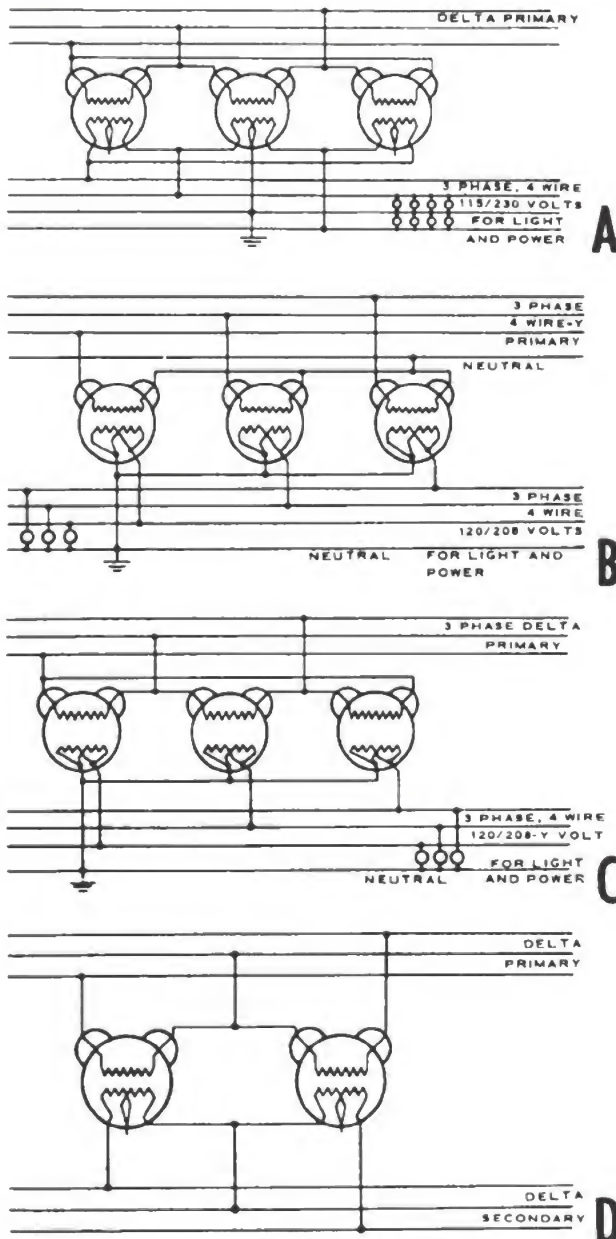 DELTA PRIMARY
3 PHASE, 4 WIRE
115/230 VOLTS
FOR LIGHT
AND POWER
A
3 PHASE
4 WIRE-Y
PRIMARY
NEUTRAL
3 PHASE
4 WIRE
120/208 VOLTS
NEUTRAL FOR LIGHT AND
POWER
B
3 PHASE DELTA
PRIMARY
3 PHASE, 4 WIRE
120/208-Y VOLT
FOR LIGHT
NEUTRAL AND POWER
C
DELTA
PRIMARY
DELTA
SECONDARY
D